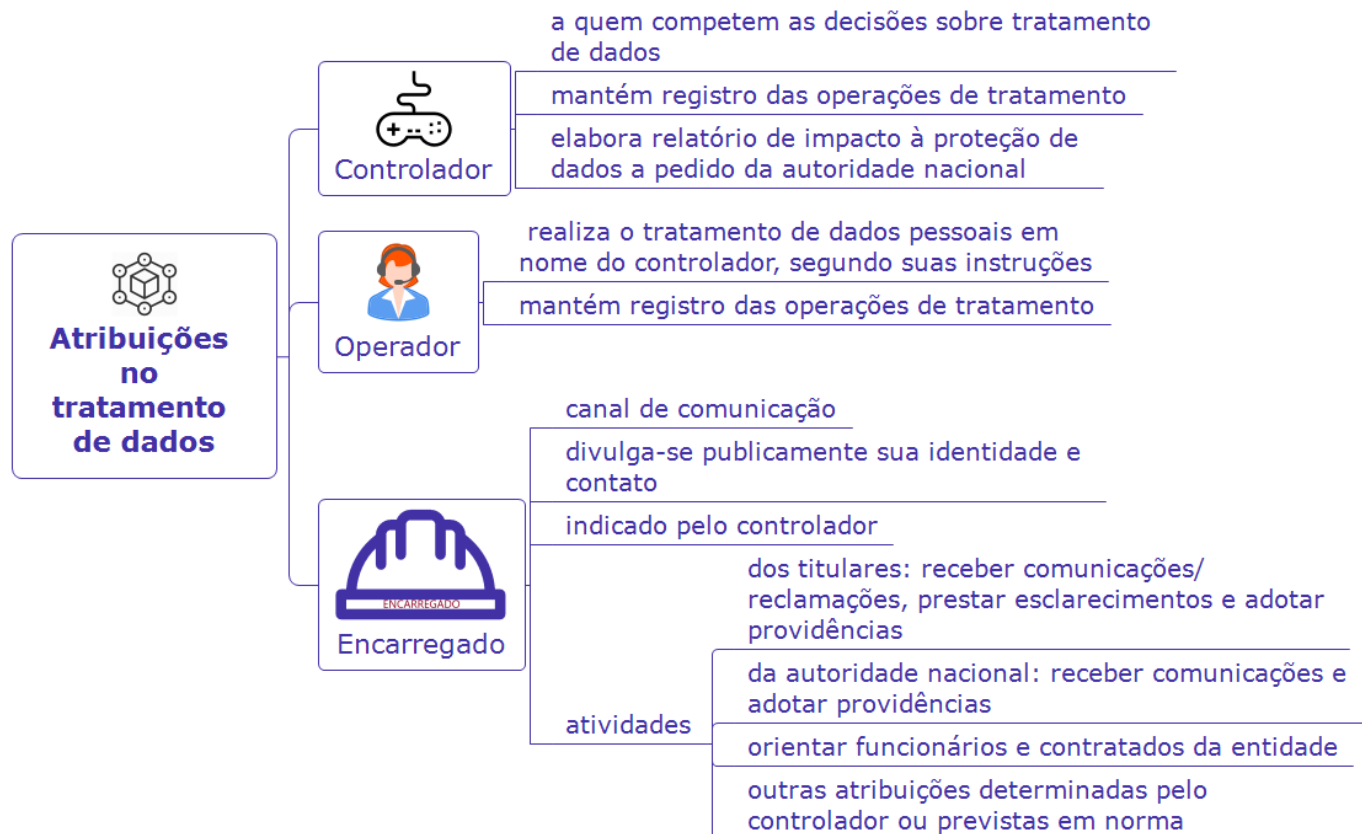 Atribuições
no
tratamento
de dados
Controlador
a quem competem as decisões sobre tratamento
de dados
mantém registro das operações de tratamento
elabora relatório de impacto à proteção de
dados a pedido da autoridade nacional
Operador
realiza o tratamento de dados pessoais em
nome do controlador, segundo suas instruções
mantém registro das operações de tratamento
ENCARREGADO
Encarregado
canal de comunicação
divulga-se publicamente sua identidade e
contato
indicado pelo controlador
atividades
dos titulares: receber comunicações/
reclamações, prestar esclarecimentos e adotar
providências
da autoridade nacional: receber comunicações e
adotar providências
orientar funcionários e contratados da entidade
outras atribuições determinadas pelo
controlador ou previstas em norma